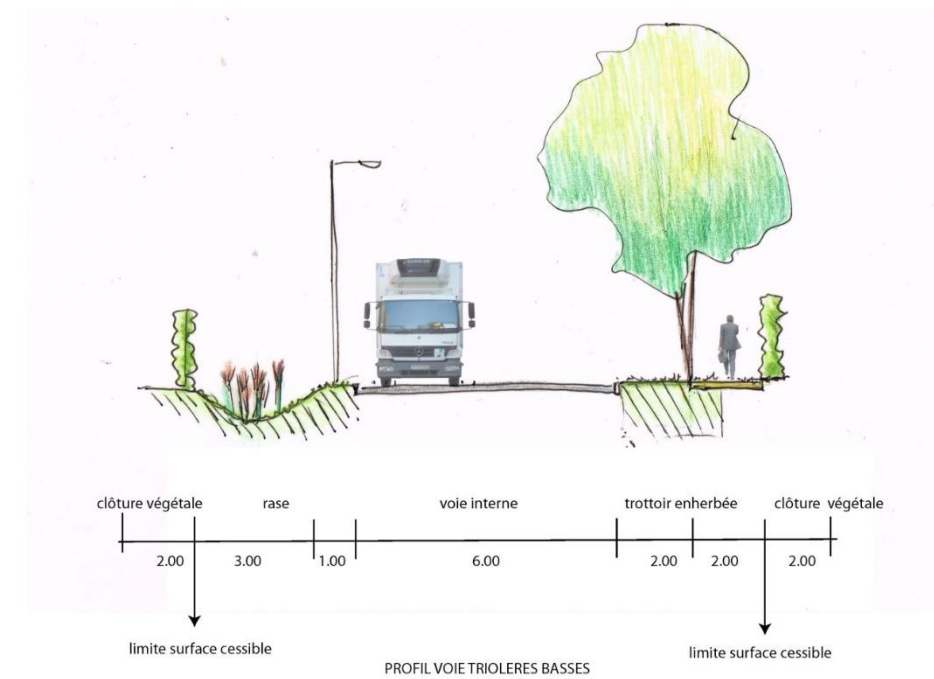 clôture végétale rase voie interne trottoir enherbée clôture végétale
2.00 3.00 1.00 6.00 2.00 2.00 2.00
limite surface cessible limite surface cessible
PROFIL VOIE TRIOLERES BASSES